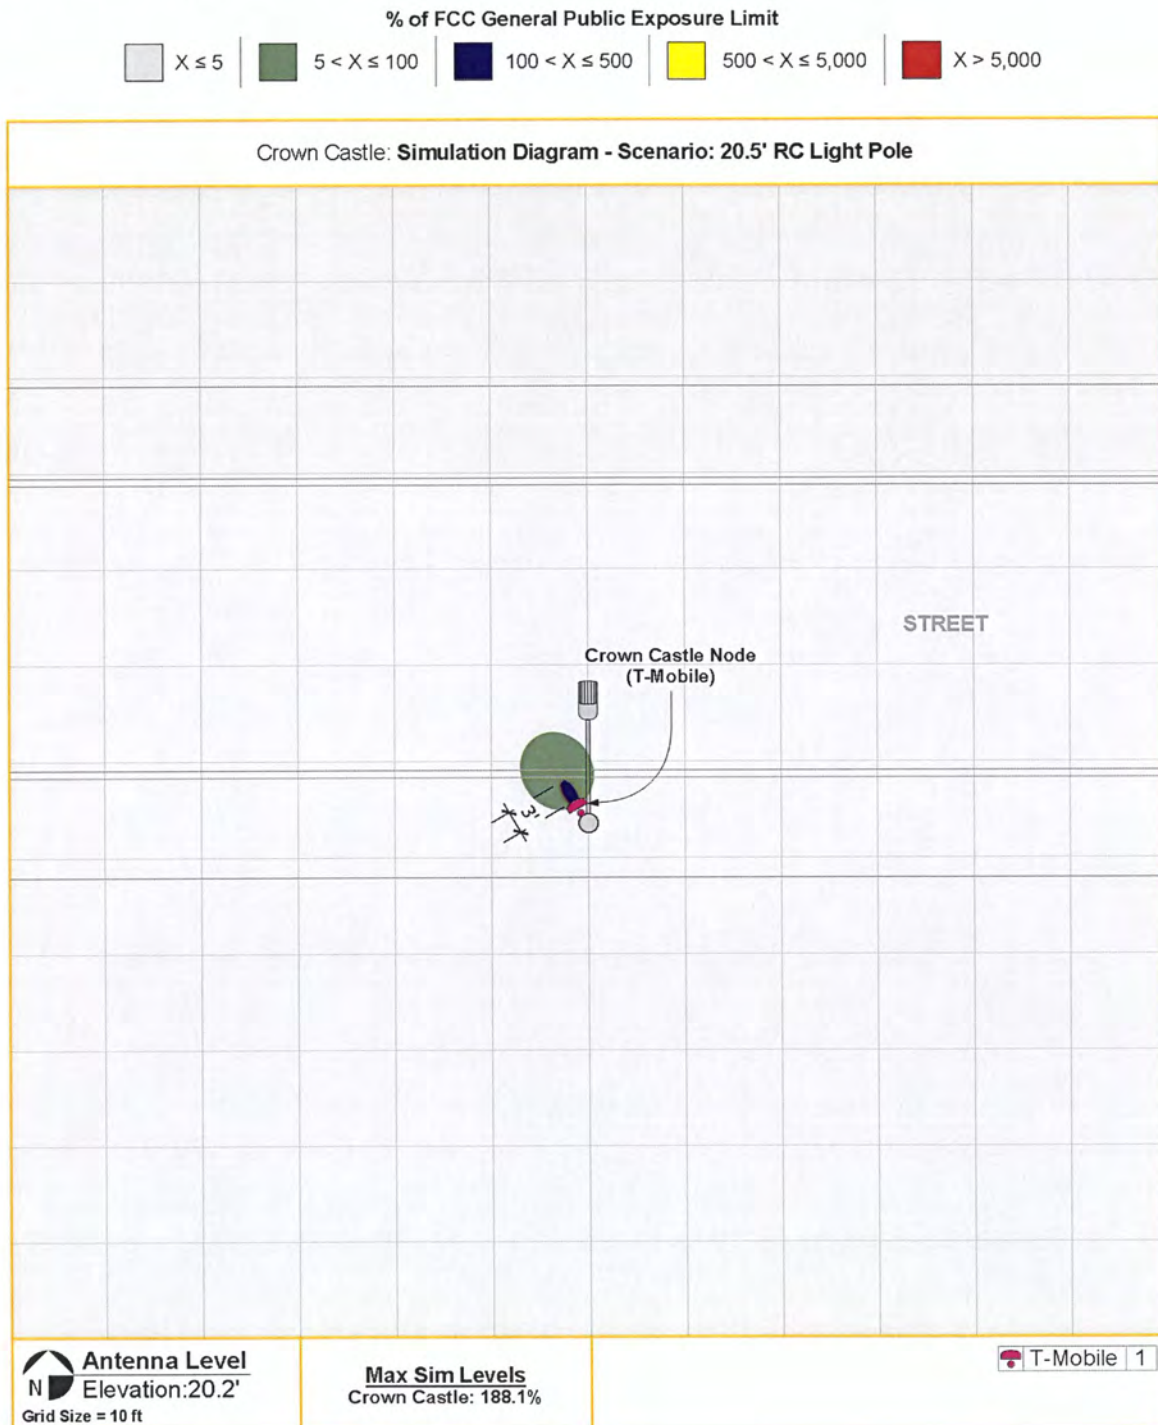 % of FCC General Public Exposure Limit
X ≤ 5
5 < X ≤ 100
100 < X ≤ 500
500 < X ≤ 5,000
X > 5,000
Crown Castle: Simulation Diagram - Scenario: 20.5' RC Light Pole
STREET
Crown Castle Node
(T-Mobile)
3'
N
Antenna Level
Elevation:20.2'
Grid Size = 10 ft
Max Sim Levels
Crown Castle: 188.1%
T-Mobile 1